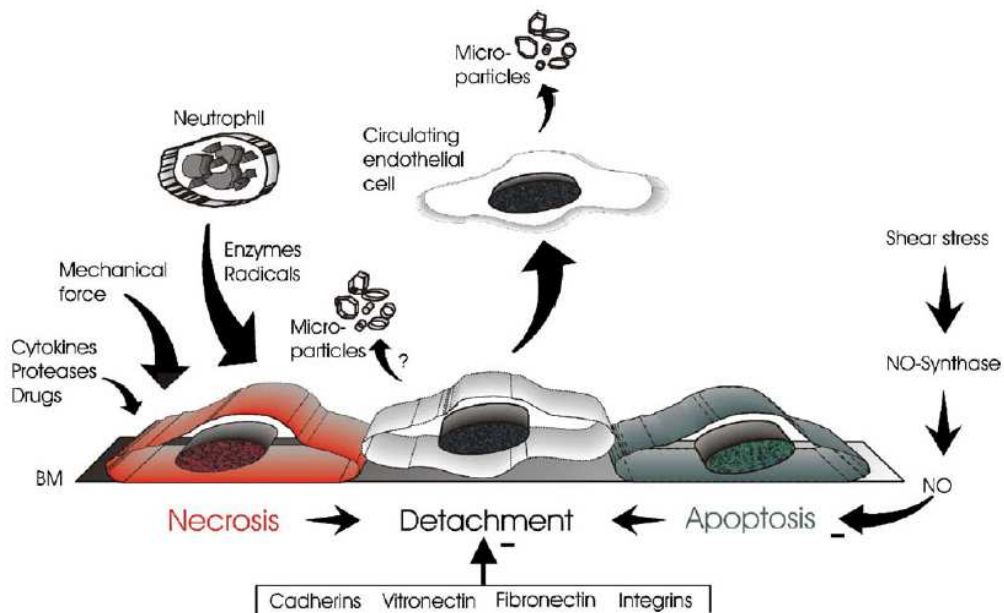 Micro-
particles
Neutrophil
Circulating
endothelial
cell
Shear stress
Enzymes
Radicals
Mechanical
force
Micro-
particles
?
Cytokines
Proteases
Drugs
NO-Synthase
BM
NO
Necrosis
Detachment
Apoptosis
-
-
Cadherins Vitronectin Fibronectin Integrins